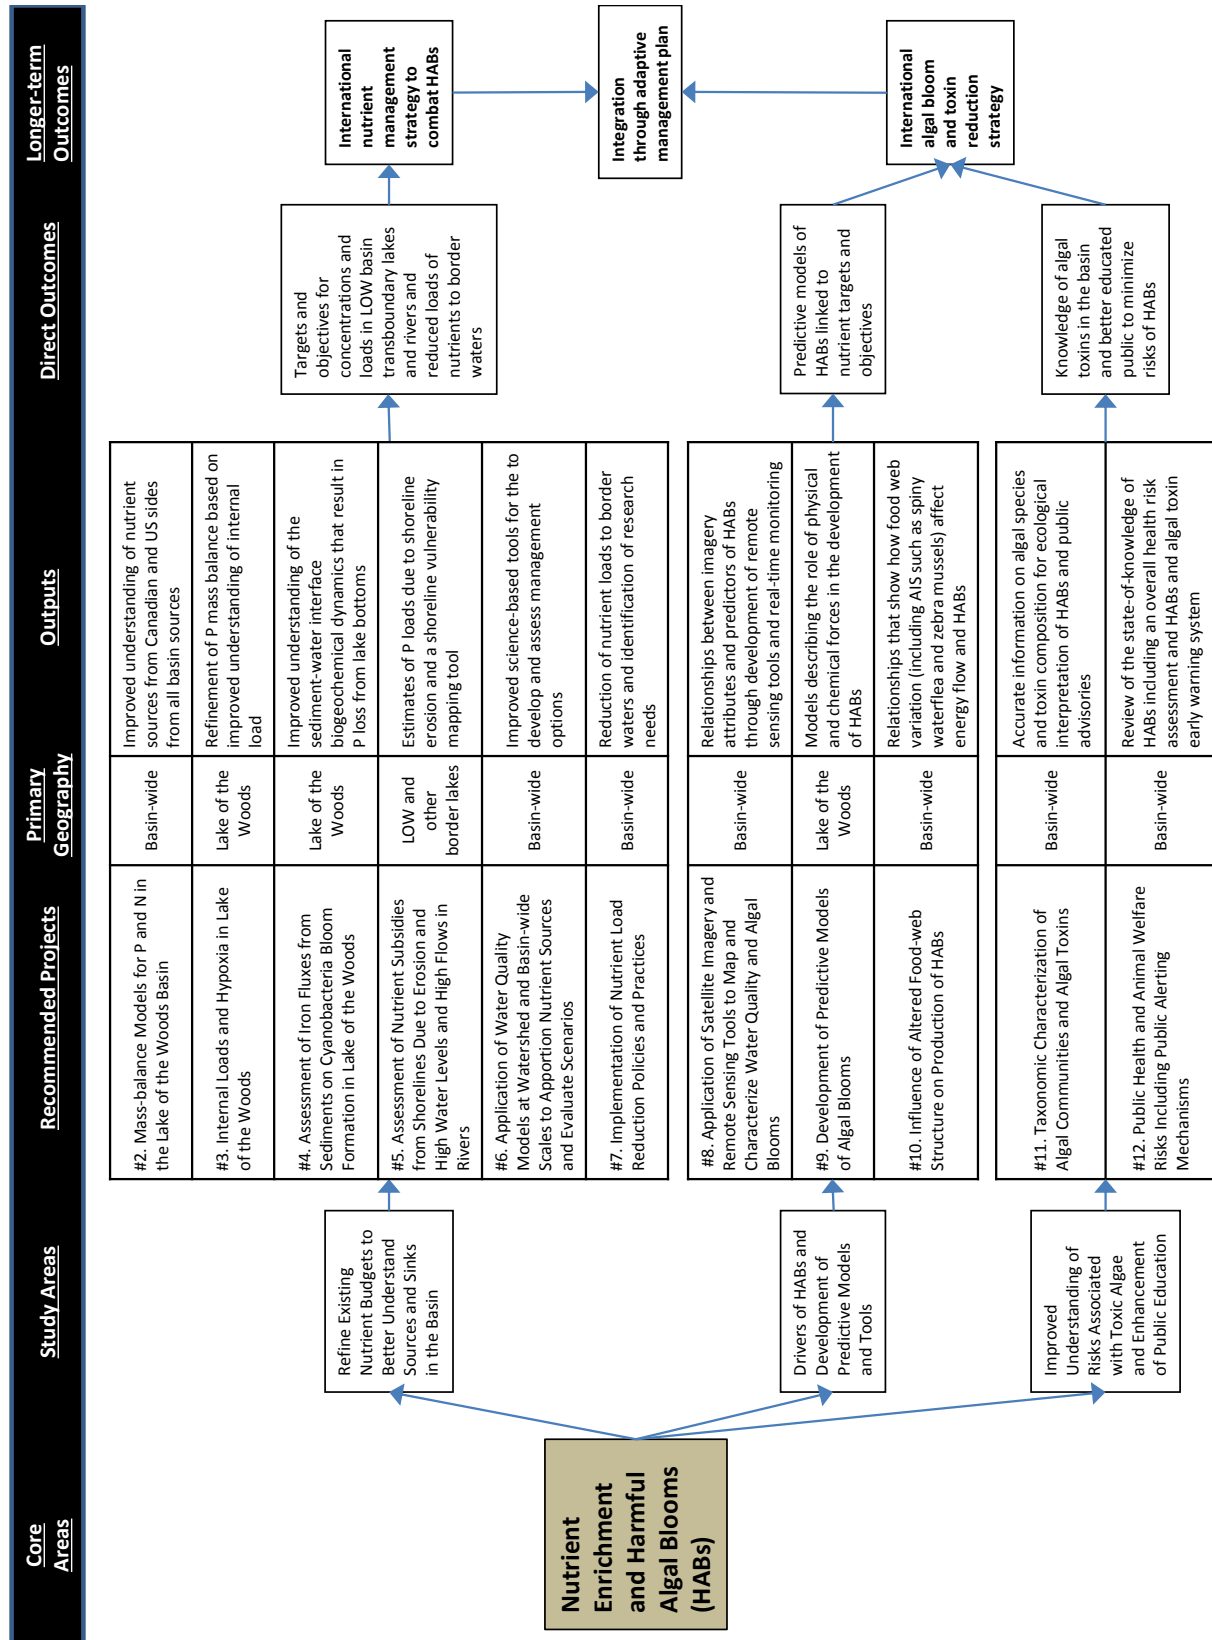 Core
Areas
Study Areas
Recommended Projects
Primary
Geography
Outputs
Direct Outcomes
Longer-term
Outcomes
Nutrient
Enrichment
and Harmful
Algal Blooms
(HABs)
Refine Existing
Nutrient Budgets to
Better Understand
Sources and Sinks
in the Basin
#2. Mass-balance Models for P and N in
the Lake of the Woods Basin
Basin-wide
Improved understanding of nutrient
sources from Canadian and US sides
from all basin sources
#3. Internal Loads and Hypoxia in Lake
of the Woods
Lake of the
Woods
Refinement of P mass balance based on
improved understanding of internal
load
#4. Assessment of Iron Fluxes from
Sediments on Cyanobacteria Bloom
Formation in Lake of the Woods
Lake of the
Woods
Improved understanding of the
sediment-water interface
biogeochemical dynamics that result in
P loss from lake bottoms
#5. Assessment of Nutrient Subsidies
from Shorelines Due to Erosion and
High Water Levels and High Flows in
Rivers
LOW and
other
border lakes
Estimates of P loads due to shoreline
erosion and a shoreline vulnerability
mapping tool
#6. Application of Water Quality
Models at Watershed and Basin-wide
Scales to Apportion Nutrient Sources
and Evaluate Scenarios
Basin-wide
Improved science-based tools for the to
develop and assess management
options
#7. Implementation of Nutrient Load
Reduction Policies and Practices
Basin-wide
Reduction of nutrient loads to border
waters and identification of research
needs
Targets and
objectives for
concentrations and
loads in LOW basin
transboundary lakes
and rivers and
reduced loads of
nutrients to border
waters
International
nutrient
management
strategy to
combat HABs
Integration
through adaptive
management plan
Drivers of HABs and
Development of
Predictive Models
and Tools
#8. Application of Satellite Imagery and
Remote Sensing Tools to Map and
Characterize Water Quality and Algal
Blooms
Basin-wide
Relationships between imagery
attributes and predictors of HABs
through development of remote
sensing tools and real-time monitoring
#9. Development of Predictive Models
of Algal Blooms
Lake of the
Woods
Models describing the role of physical
and chemical forces in the development
of HABs
#10. Influence of Altered Food-web
Structure on Production of HABs
Basin-wide
Relationships that show how food web
variation (including AIS such as spiny
waterflea and zebra mussels) affect
energy flow and HABs
Predictive models of
HABs linked to
nutrient targets and
objectives
International
algal bloom
and toxin
reduction
strategy
Improved
Understanding of
Risks Associated
with Toxic Algae
and Enhancement
of Public Education
#11. Taxonomic Characterization of
Algal Communities and Algal Toxins
Basin-wide
Accurate information on algal species
and toxin composition for ecological
interpretation of HABs and public
advisories
#12. Public Health and Animal Welfare
Risks Including Public Alerting
Mechanisms
Basin-wide
Review of the state-of-knowledge of
HABs including an overall health risk
assessment and HABs and algal toxin
early warning system
Knowledge of algal
toxins in the basin
and better educated
public to minimize
risks of HABs